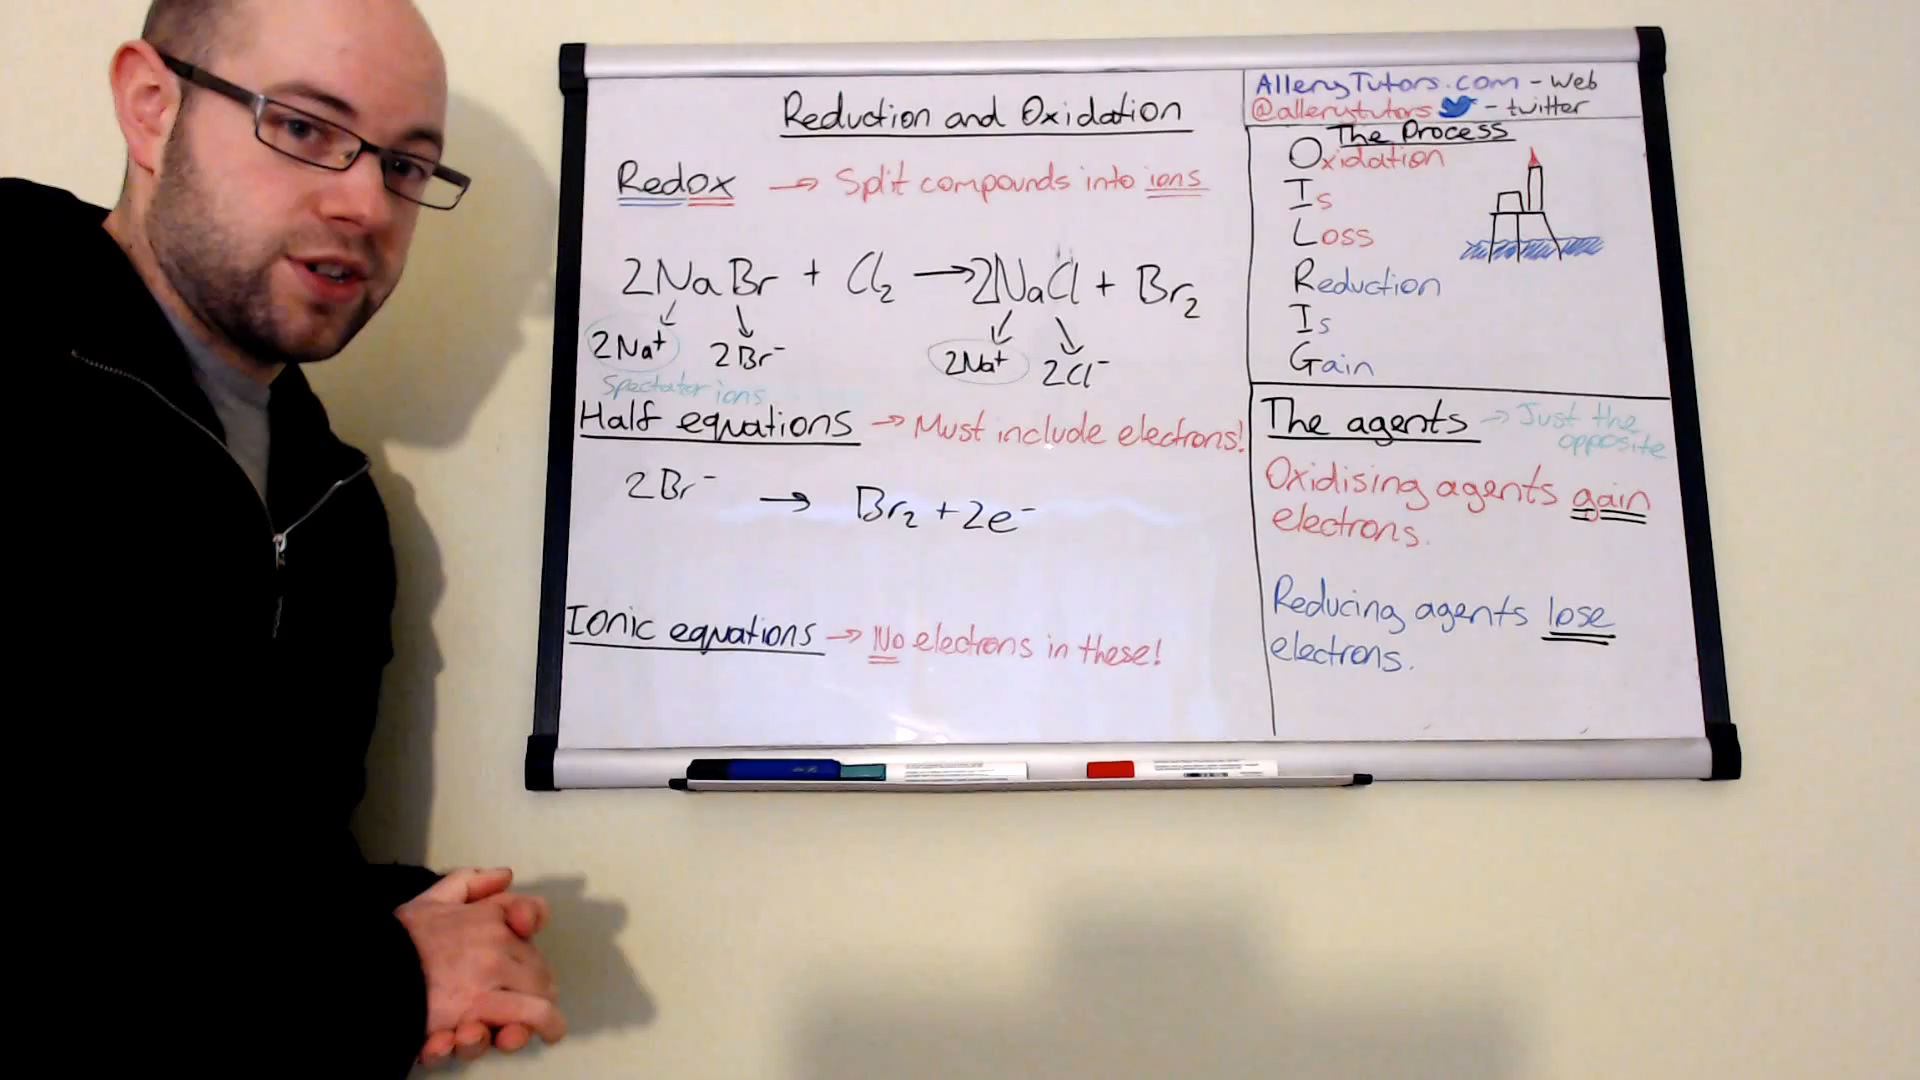 Reduction and Oxidation
Redox → Split compounds into ions
2NaBr + Cl₂ → 2NaCl + Br₂
2Na⁺ 2Br⁻ 2Na⁺ 2Cl⁻
Spectator ions
Half equations → Must include electrons!
2Br⁻ → Br₂ + 2e⁻
Ionic equations → No electrons in these!
AlleryTutors.com - Web
@allerytutors - twitter
The Process
Oxidation
Is
Loss
Reduction
Is
Gain
The agents → Just the
opposite
Oxidising agents gain
electrons.
Reducing agents lose
electrons.